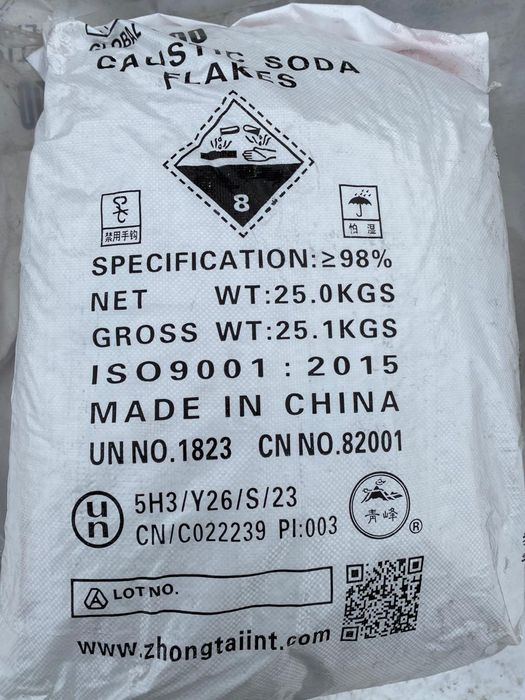 GLOBAL
CAUSTIC SODA
FLAKES
8
禁用手钩
怕湿
SPECIFICATION:≥98%
NET WT:25.0KGS
GROSS WT:25.1KGS
ISO9001:2015
MADE IN CHINA
UN NO.1823 CN NO.82001
un
5H3/Y26/S/23
CN/C022239 PI:003
青峰
®
LOT NO.
www.zhongtaiint.com